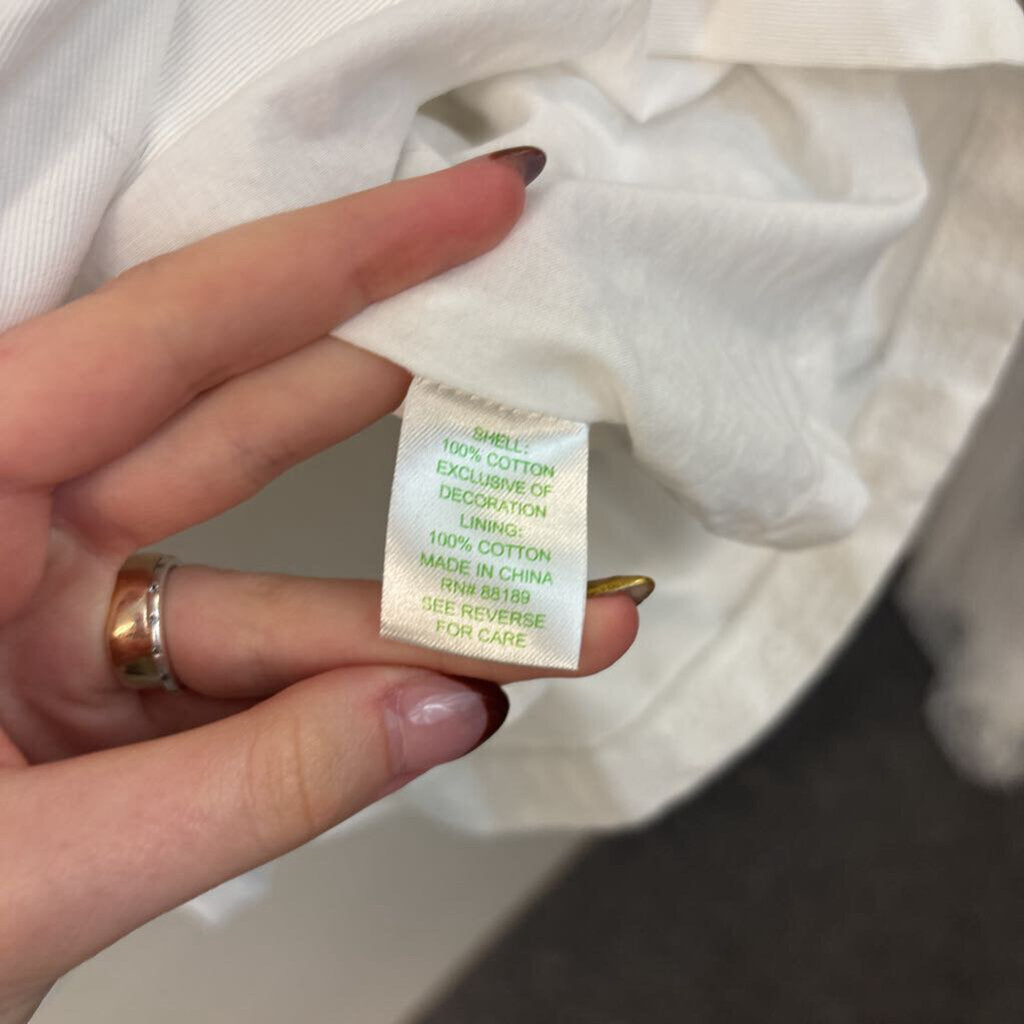 SHELL:
100% COTTON
EXCLUSIVE OF
DECORATION
LINING:
100% COTTON
MADE IN CHINA
RN# 88189
SEE REVERSE
FOR CARE